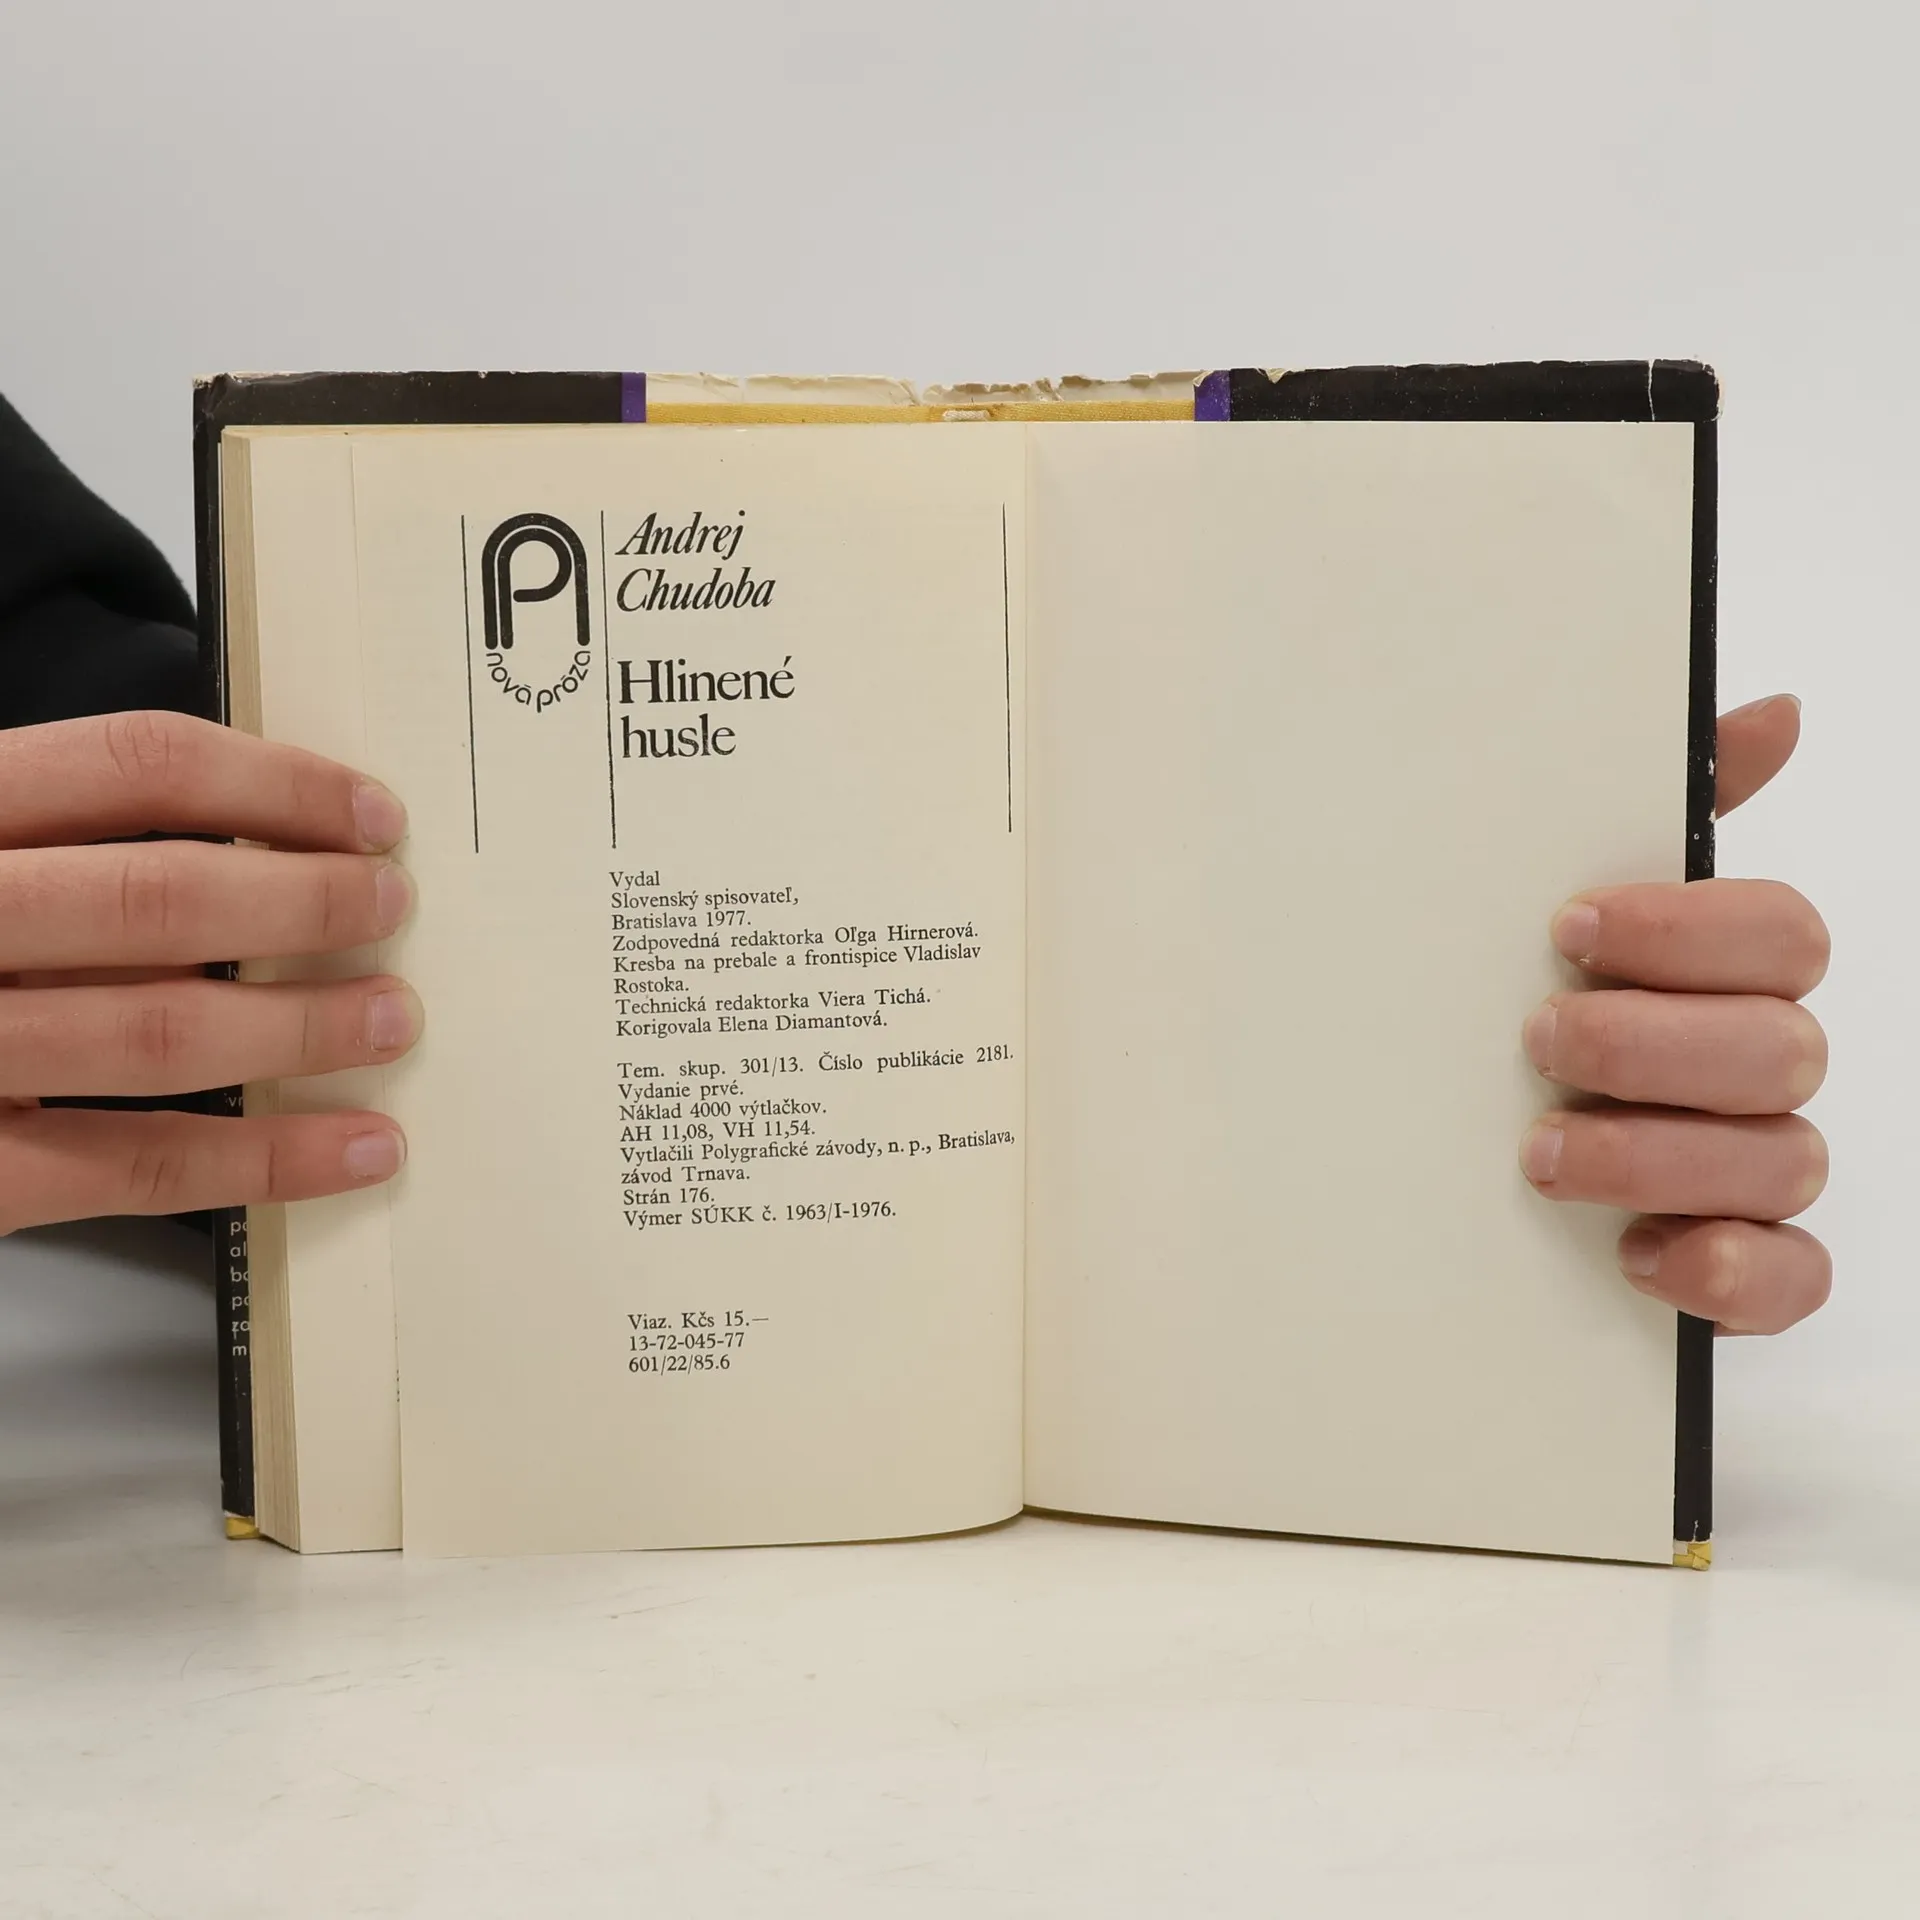 Andrej
Chudoba
Hlinené
husle
nová próza
Vydal
Slovenský spisovateľ,
Bratislava 1977.
Zodpovedná redaktorka Oľga Hirnerová.
Kresba na prebale a frontispice Vladislav
Rostoka.
Technická redaktorka Viera Tichá.
Korigovala Elena Diamantová.
Tem. skup. 301/13. Číslo publikácie 2181.
Vydanie prvé.
Náklad 4000 výtlačkov.
AH 11,08, VH 11,54.
Vytlačili Polygrafické závody, n. p., Bratislava,
závod Trnava.
Strán 176.
Výmer SÚKK č. 1963/I-1976.
Viaz. Kčs 15.—
13-72-045-77
601/22/85.6